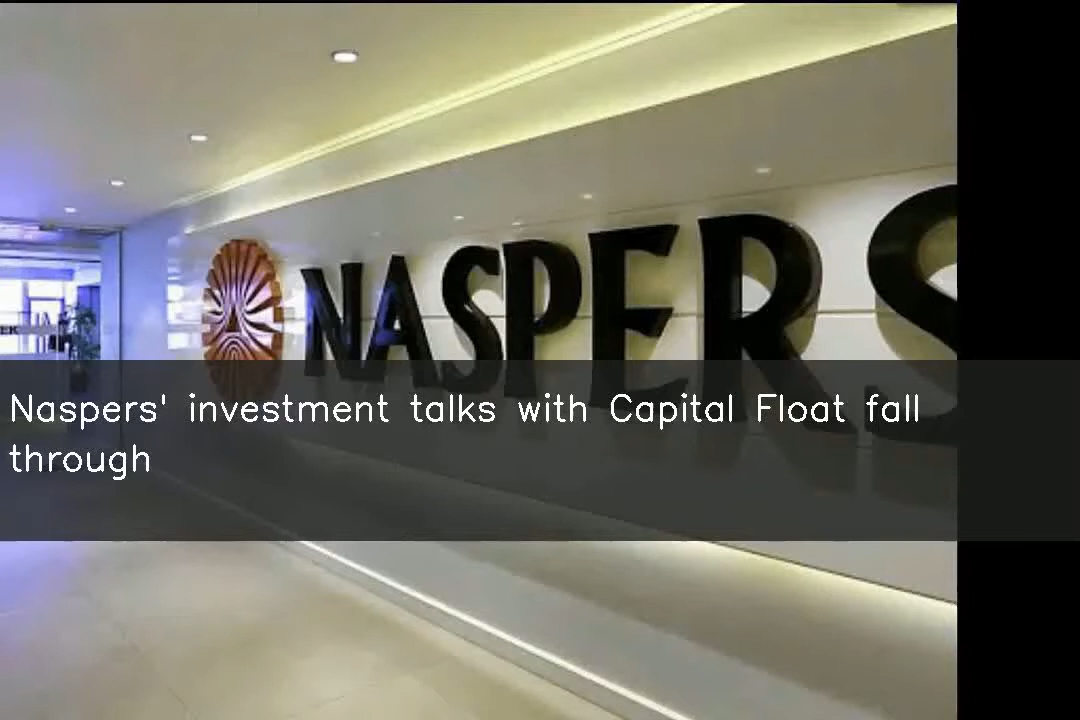 NASPERS
Naspers' investment talks with Capital Float fall
through